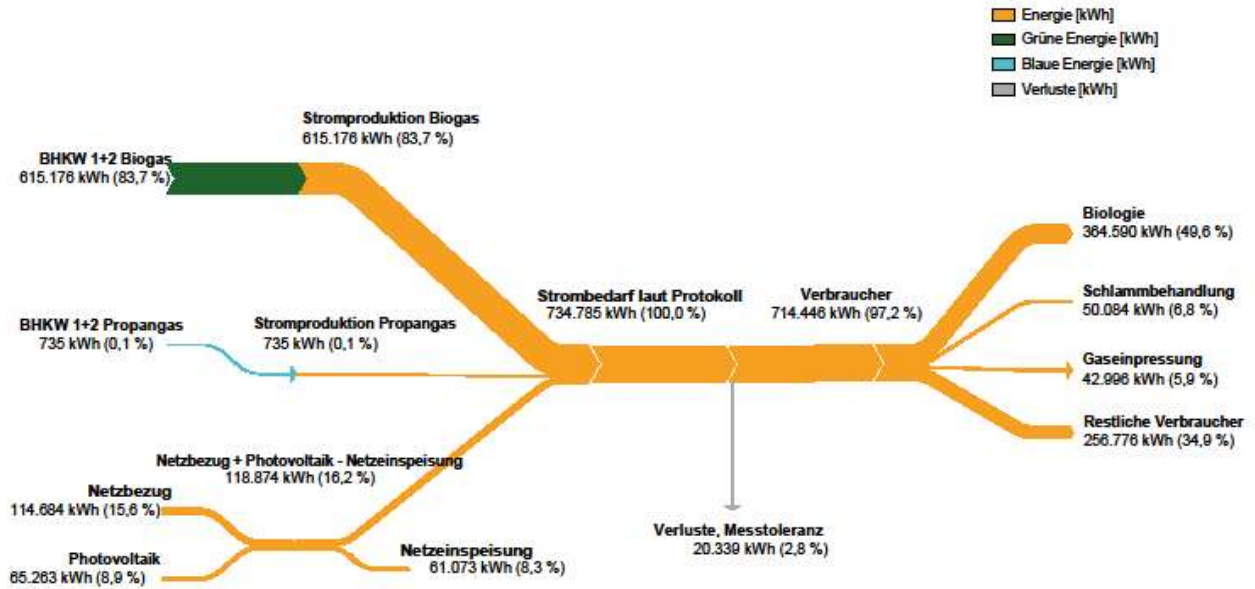 Energie [kWh]
Grüne Energie [kWh]
Blaue Energie [kWh]
Verluste [kWh]
Stromproduktion Biogas
615.176 kWh (83,7 %)
BHKW 1+2 Biogas
615.176 kWh (83,7 %)
Biologie
364.590 kWh (49,6 %)
Strombedarf laut Protokoll
734.785 kWh (100,0 %)
Verbraucher
714.446 kWh (97,2 %)
Schlammbehandlung
50.084 kWh (6,8 %)
BHKW 1+2 Propangas
735 kWh (0,1 %)
Stromproduktion Propangas
735 kWh (0,1 %)
Gaseinpressung
42.996 kWh (5,9 %)
Restliche Verbraucher
256.776 kWh (34,9 %)
Netzbezug + Photovoltaik - Netzeinspeisung
118.874 kWh (16,2 %)
Netzbezug
114.684 kWh (15,6 %)
Verluste, Messtoleranz
20.339 kWh (2,8 %)
Photovoltaik
65.263 kWh (8,9 %)
Netzeinspeisung
61.073 kWh (8,3 %)